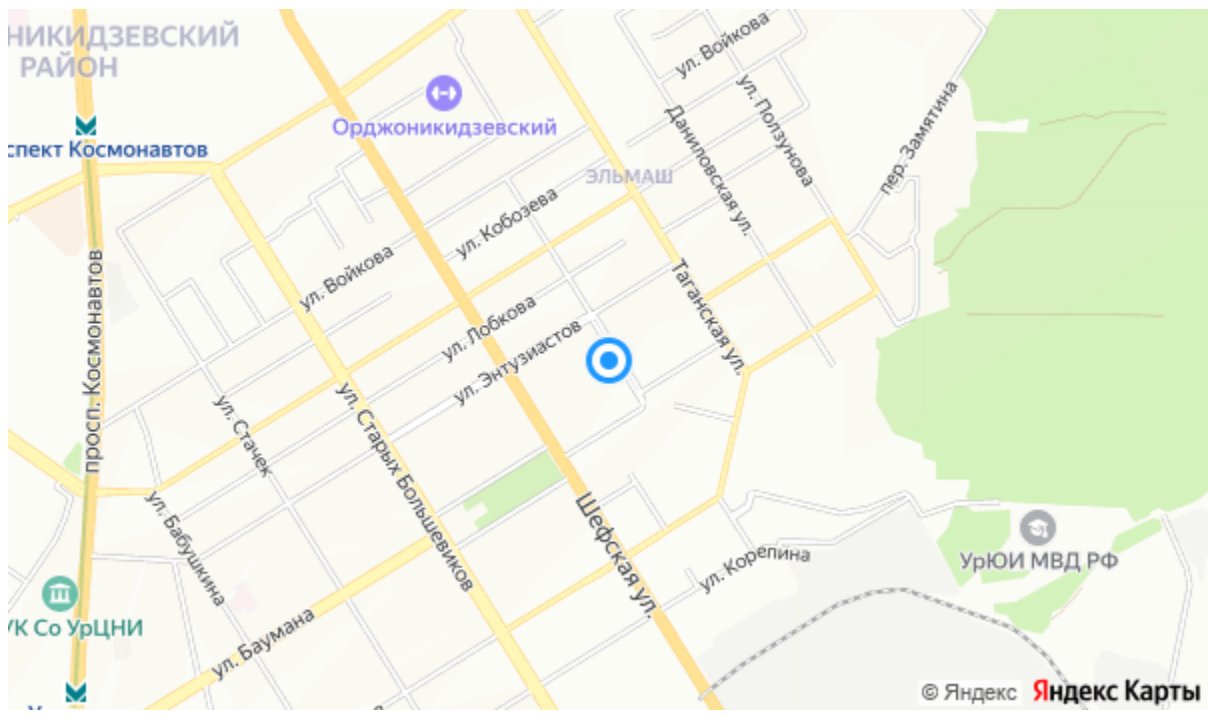 НИКИДЗЕВСКИЙ
РАЙОН
спект Космонавтов
Орджоникидзевский
ЭЛЬМАШ
ул. Войкова
ул. Ползунова
Даниловская ул.
пер. Замятина
ул. Кобозева
ул. Войкова
просп. Космонавтов
ул. Лобкова
ул. Энтузиастов
Таганская ул.
ул. Стачек
ул. Старых Большевиков
ул. Бабушкина
Шефская ул.
УрЮИ МВД РФ
ул. Корепина
УК Со УрЦНИ
ул. Баумана
© Яндекс Яндекс Карты